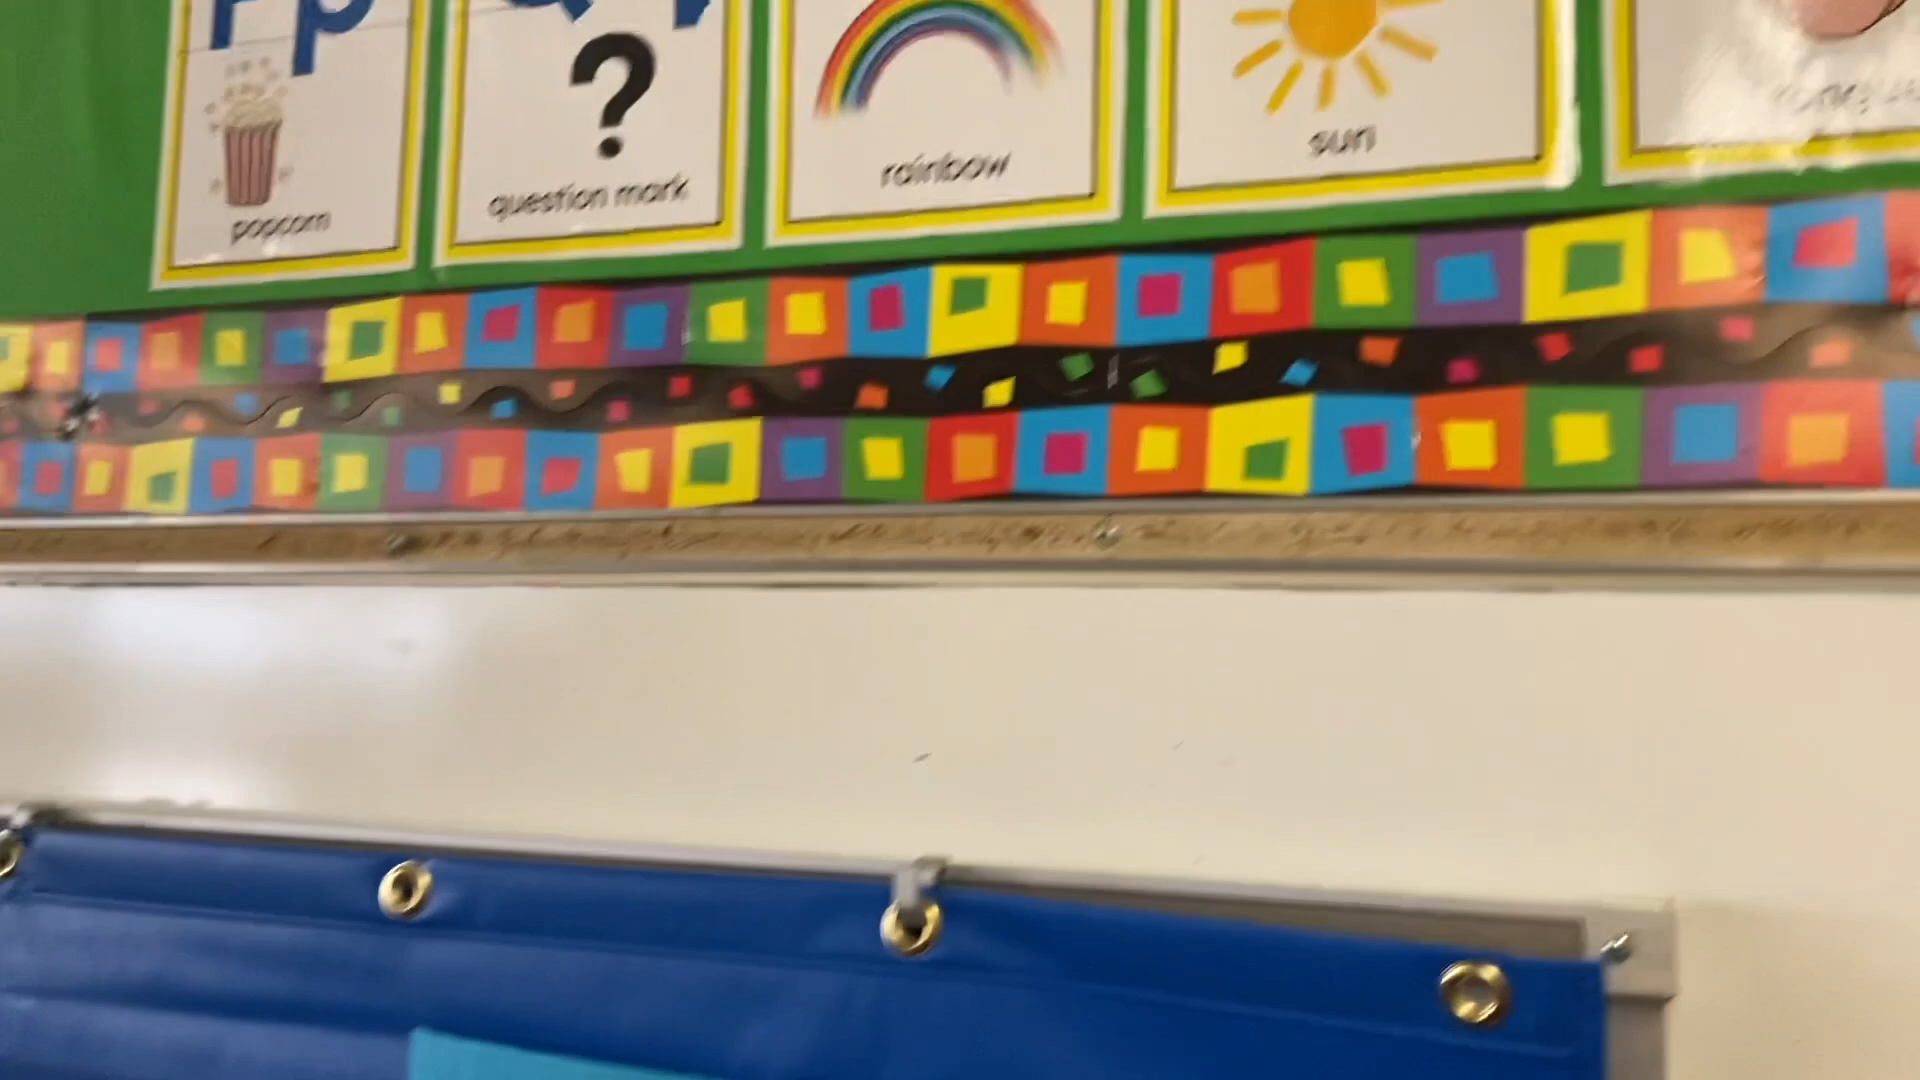 Pp
?
popcorn
question mark
rainbow
sun